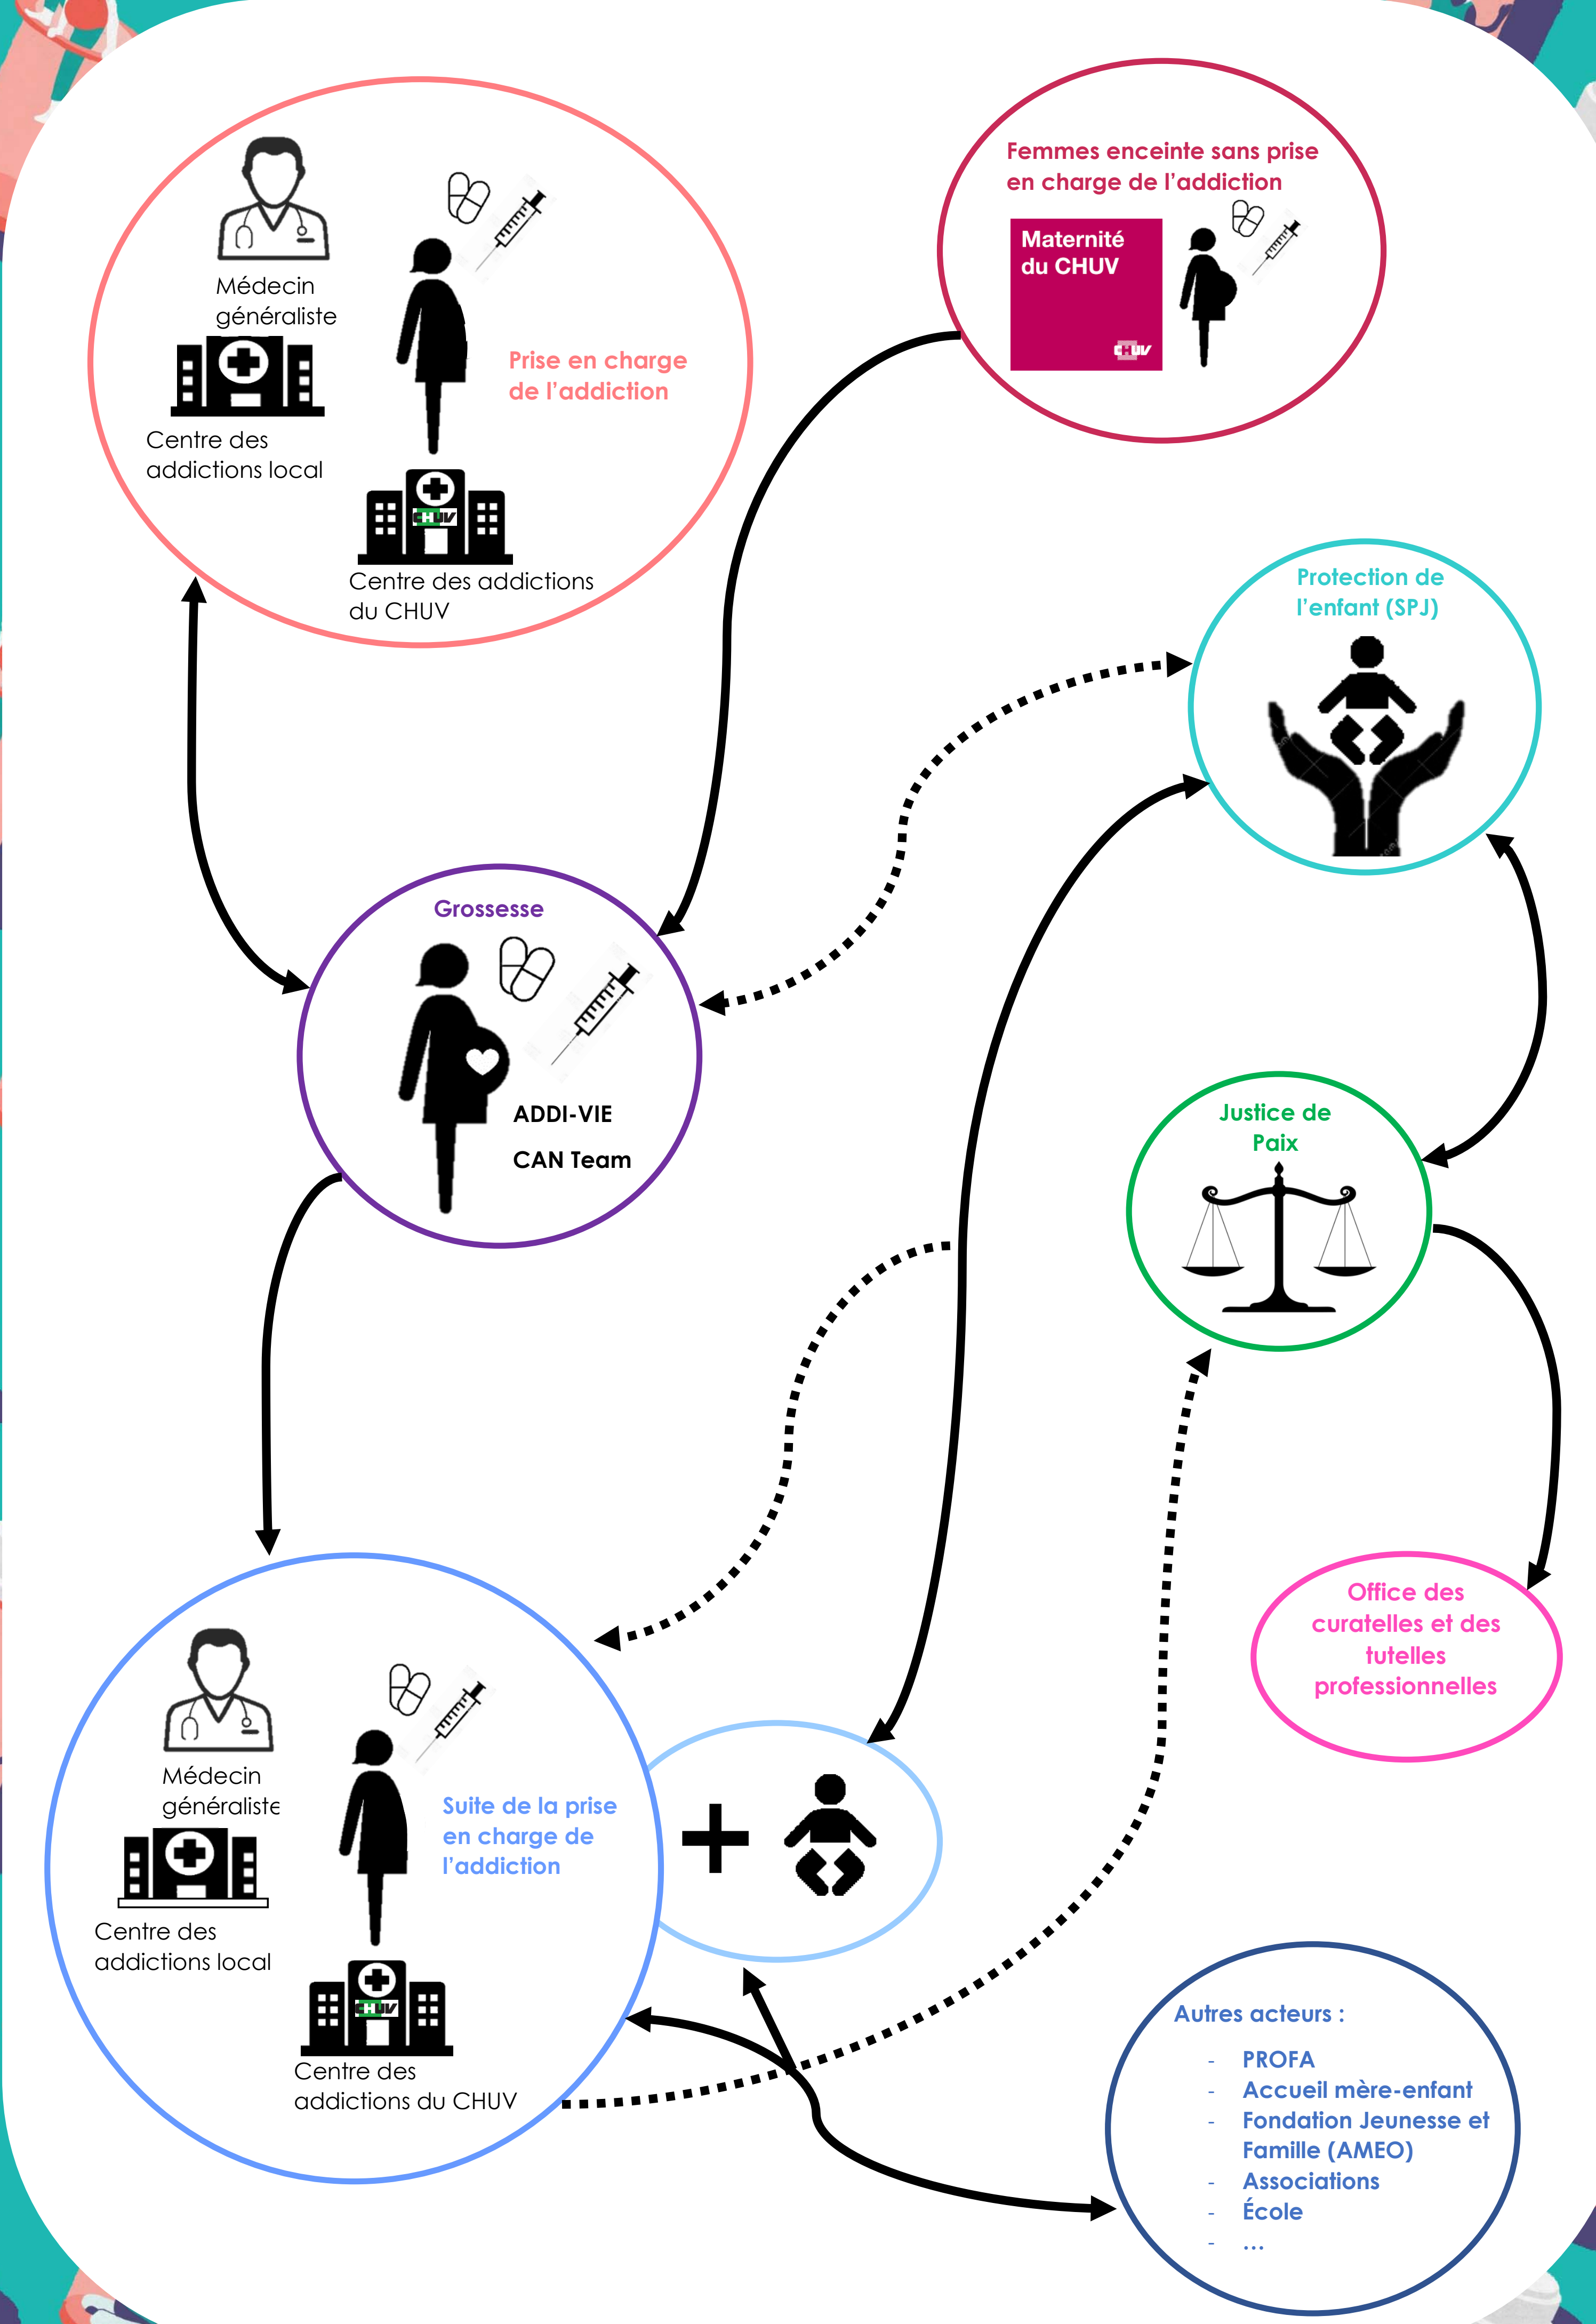 Femmes enceinte sans prise
en charge de l'addiction
Maternité
du CHUV
CHUV
Médecin
généraliste
Prise en charge
de l'addiction
Centre des
addictions local
CHUV
Centre des addictions
du CHUV
Protection de
l'enfant (SPJ)
Grossesse
ADDI-VIE
CAN Team
Justice de
Paix
Office des
curatelles et des
tutelles
professionnelles
Médecin
généraliste
Suite de la prise
en charge de
l'addiction
Centre des
addictions local
CHUV
Centre des
addictions du CHUV
Autres acteurs :
- PROFA
- Accueil mère-enfant
- Fondation Jeunesse et
Famille (AMEO)
- Associations
- École
- ...